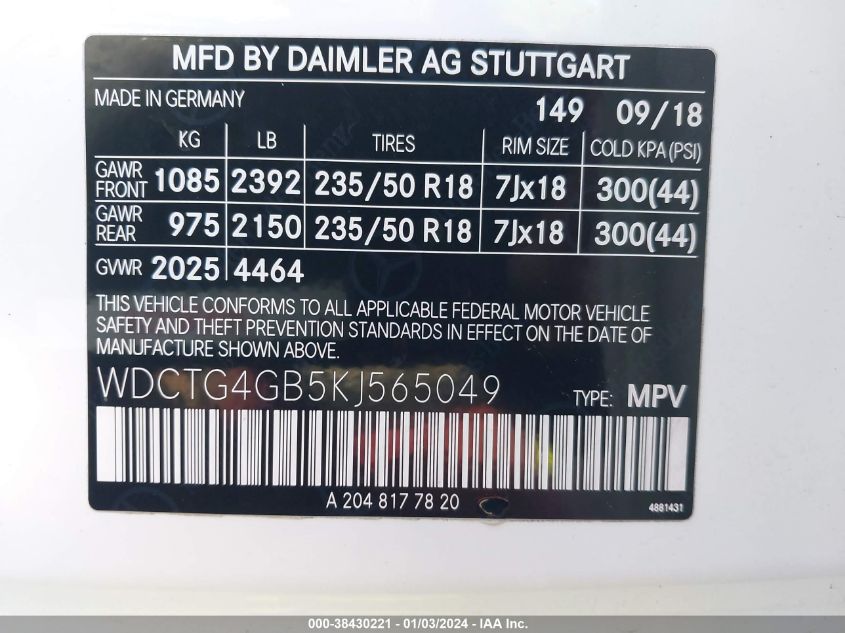 MFD BY DAIMLER AG STUTTGART
MADE IN GERMANY 149 09/18
KG LB TIRES RIM SIZE COLD KPA (PSI)
GAWR FRONT 1085 2392 235/50 R18 7Jx18 300(44)
GAWR REAR 975 2150 235/50 R18 7Jx18 300(44)
GVWR 2025 4464
THIS VEHICLE CONFORMS TO ALL APPLICABLE FEDERAL MOTOR VEHICLE
SAFETY AND THEFT PREVENTION STANDARDS IN EFFECT ON THE DATE OF
MANUFACTURE SHOWN ABOVE.
WDCTG4GB5KJ565049 TYPE: MPV
A 204 817 78 20
4881431
000-38430221 - 01/03/2024 - IAA Inc.